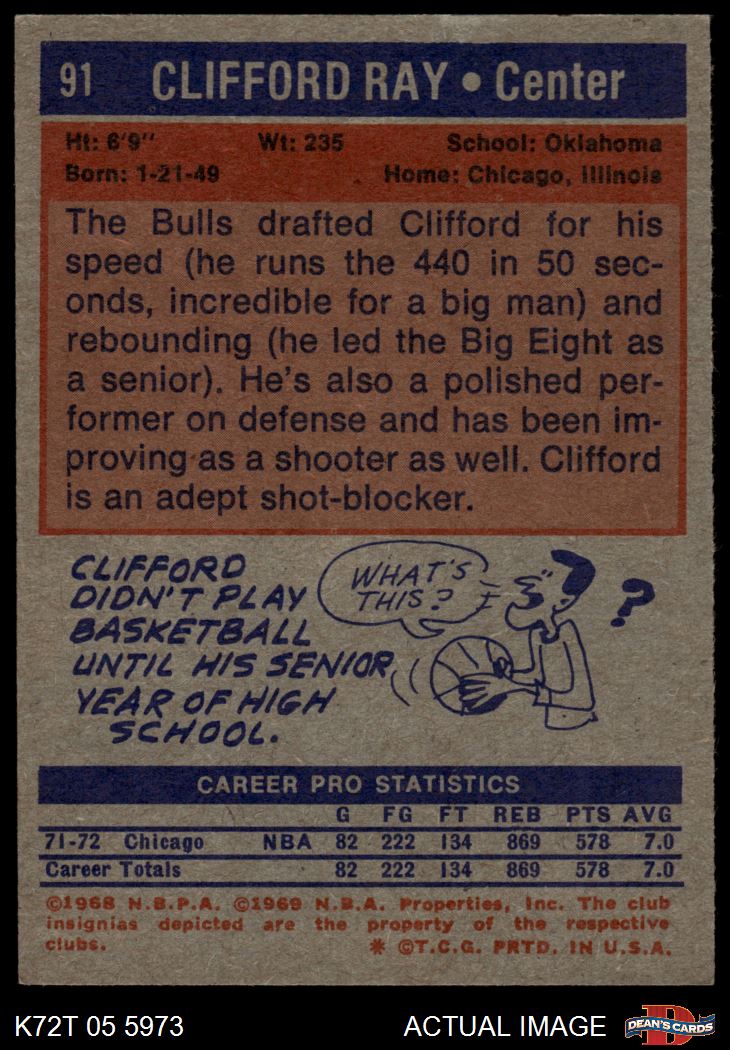 91 CLIFFORD RAY • Center
Ht: 6'9" Wt: 235 School: Oklahoma
Born: 1-21-49 Home: Chicago, Illinois
The Bulls drafted Clifford for his
speed (he runs the 440 in 50 sec-
onds, incredible for a big man) and
rebounding (he led the Big Eight as
a senior). He's also a polished per-
former on defense and has been im-
proving as a shooter as well. Clifford
is an adept shot-blocker.
CLIFFORD
DIDN'T PLAY
BASKETBALL
UNTIL HIS SENIOR
YEAR OF HIGH
SCHOOL.
WHAT'S
THIS?
?
CAREER PRO STATISTICS
G FG FT REB PTS AVG
71-72 Chicago NBA 82 222 134 869 578 7.0
Career Totals 82 222 134 869 578 7.0
©1968 N.B.P.A. ©1969 N.B.A. Properties, Inc. The club
insignias depicted are the property of the respective
clubs. * ©T.C.G. PRTD. IN U.S.A.
K72T 05 5973 ACTUAL IMAGE
D
DEAN'S CARDS